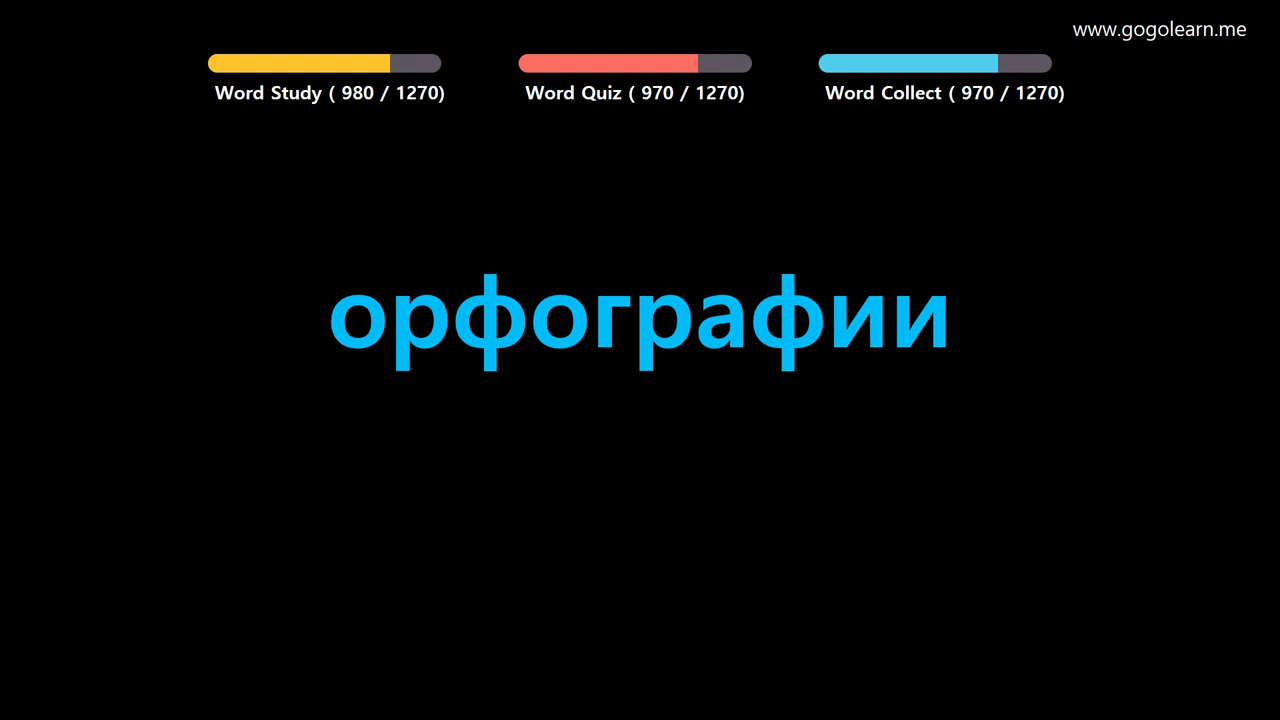 www.gogolearn.me
Word Study ( 980 / 1270)
Word Quiz ( 970 / 1270)
Word Collect ( 970 / 1270)
орфографии